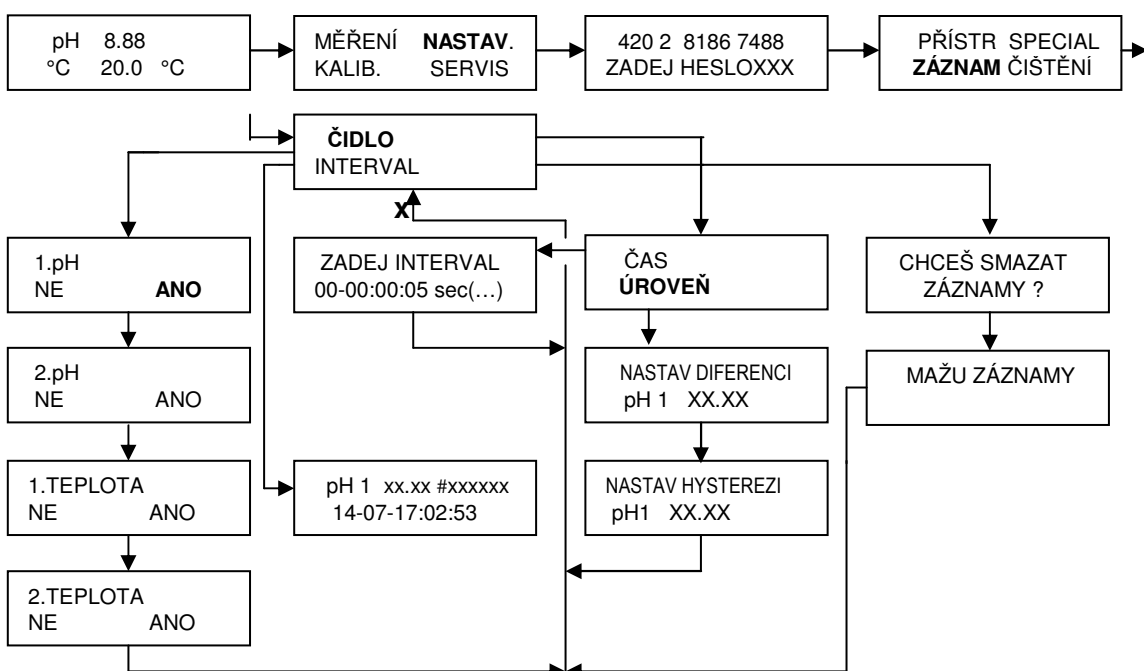 pH 8.88
°C 20.0 °C
MĚŘENÍ NASTAV.
KALIB. SERVIS
420 2 8186 7488
ZADEJ HESLOXXX
PŘÍSTR SPECIAL
ZÁZNAM ČIŠTĚNÍ
ČIDLO
INTERVAL
X
1.pH
NE ANO
ZADEJ INTERVAL
00-00:00:05 sec(...)
ČAS
ÚROVEŇ
CHCEŠ SMAZAT
ZÁZNAMY ?
2.pH
NE ANO
NASTAV DIFERENCI
pH 1 XX.XX
MAŽU ZÁZNAMY
1.TEPLOTA
NE ANO
pH 1 xx.xx #xxxxxx
14-07-17:02:53
NASTAV HYSTEREZI
pH1 XX.XX
2.TEPLOTA
NE ANO